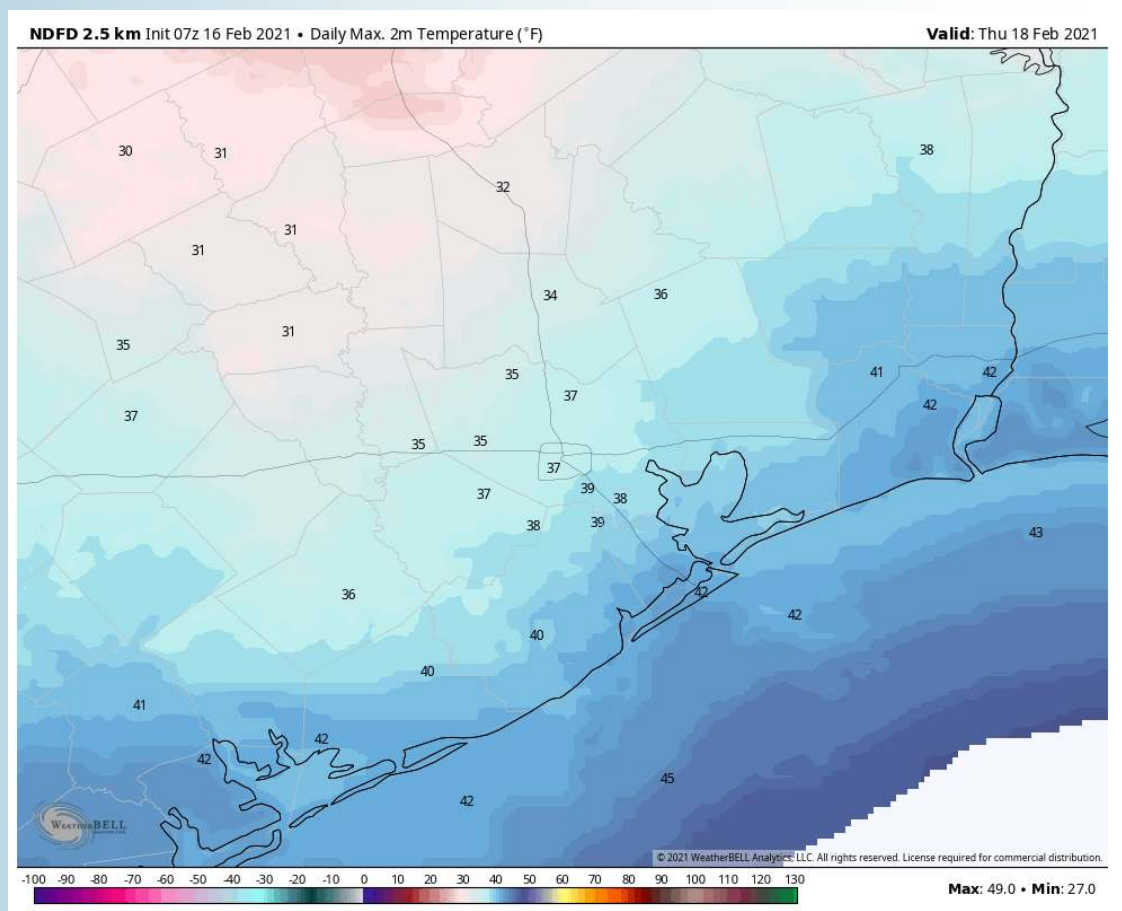 NDFD 2.5 km Init 07z 16 Feb 2021 • Daily Max. 2m Temperature (°F) Valid: Thu 18 Feb 2021
30 31 38
32
31
31
34 36
31
35
35 41 42
37 42
37
35 35
37
37 39 38
38 39 43
36 42
42
40
40
41
42
42
45
42
WEATHERBELL
© 2021 WeatherBELL Analytics, LLC. All rights reserved. License required for commercial distribution.
-100 -90 -80 -70 -60 -50 -40 -30 -20 -10 0 10 20 30 40 50 60 70 80 90 100 110 120 130
Max: 49.0 • Min: 27.0